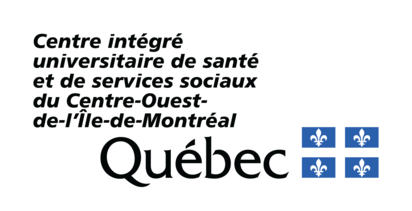 Centre intégré
universitaire de santé
et de services sociaux
du Centre-Ouest-
de-l'Île-de-Montréal
Québec